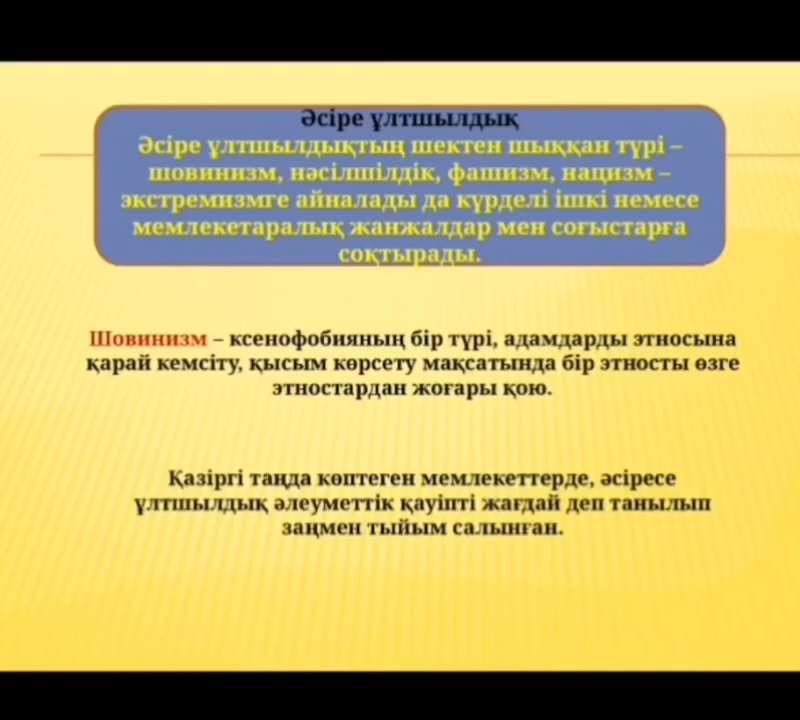 Әсіре ұлтшылдық
Әсіре ұлтшылдықтың шектен шыққан түрі –
шовинизм, нәсілшілдік, фашизм, нацизм –
экстремизмге айналады да күрделі ішкі немесе
мемлекетаралық жанжалдар мен соғыстарға
соқтырады.
Шовинизм – ксенофобияның бір түрі, адамдарды этносына
қарай кемсіту, қысым көрсету мақсатында бір этносты өзге
этностардан жоғары қою.
Қазіргі таңда көптеген мемлекеттерде, әсіресе
ұлтшылдық әлеуметтік қауіпті жағдай деп танылып
заңмен тыйым салынған.